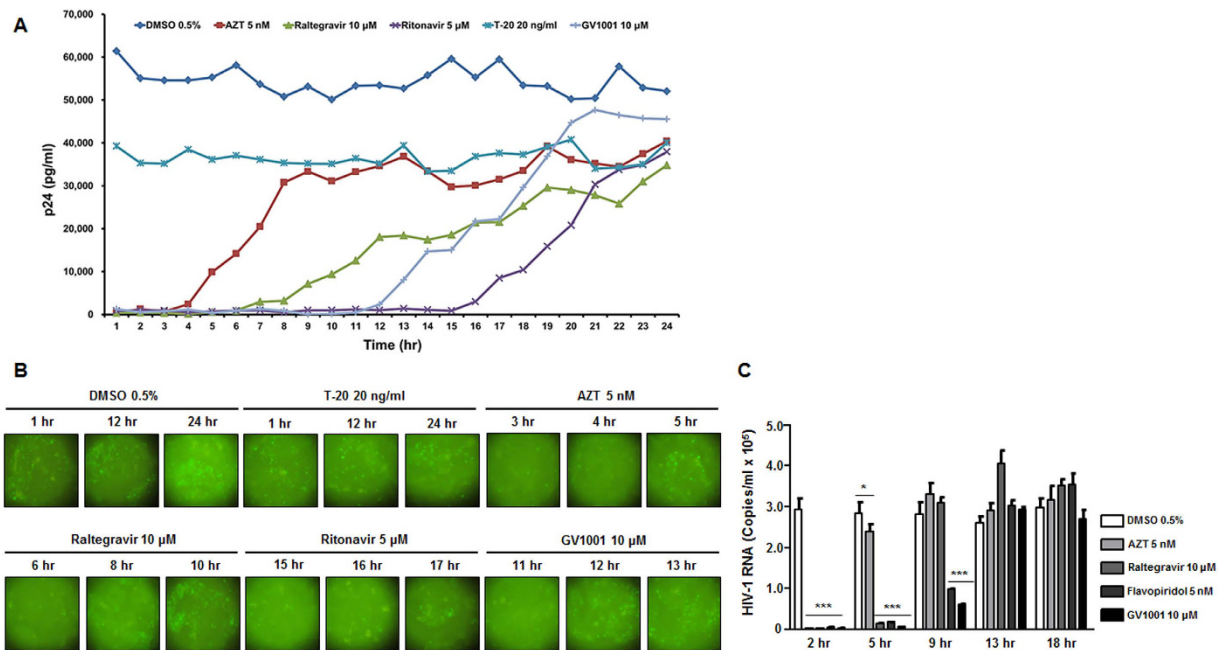 A
70,000
DMSO 0.5% AZT 5 nM Raltegravir 10 µM Ritonavir 5 µM T-20 20 ng/ml GV1001 10 µM
60,000
50,000
40,000
30,000
20,000
10,000
0
p24 (pg/ml)
1 2 3 4 5 6 7 8 9 10 11 12 13 14 15 16 17 18 19 20 21 22 23 24
Time (hr)
B
DMSO 0.5% T-20 20 ng/ml AZT 5 nM
1 hr 12 hr 24 hr 1 hr 12 hr 24 hr 3 hr 4 hr 5 hr
Raltegravir 10 µM Ritonavir 5 µM GV1001 10 µM
6 hr 8 hr 10 hr 15 hr 16 hr 17 hr 11 hr 12 hr 13 hr
C
HIV-1 RNA (Copies/ml x 10⁵)
5.0
4.0
3.0
2.0
1.0
0
*
***
***
***
2 hr 5 hr 9 hr 13 hr 18 hr
DMSO 0.5%
AZT 5 nM
Raltegravir 10 µM
Flavopiridol 5 nM
GV1001 10 µM